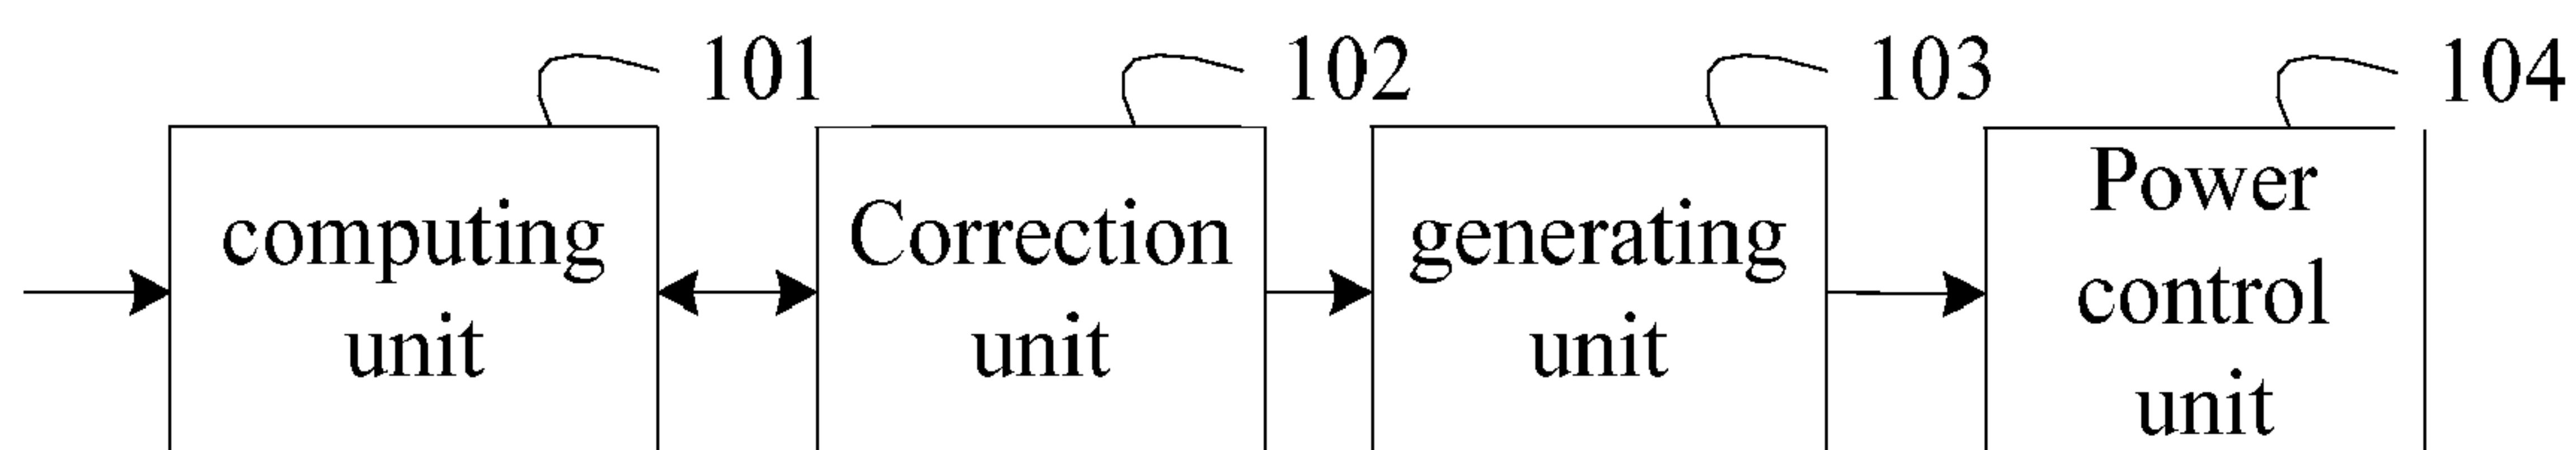 101
102
103
104
computing
unit
Correction
unit
generating
unit
Power
control
unit